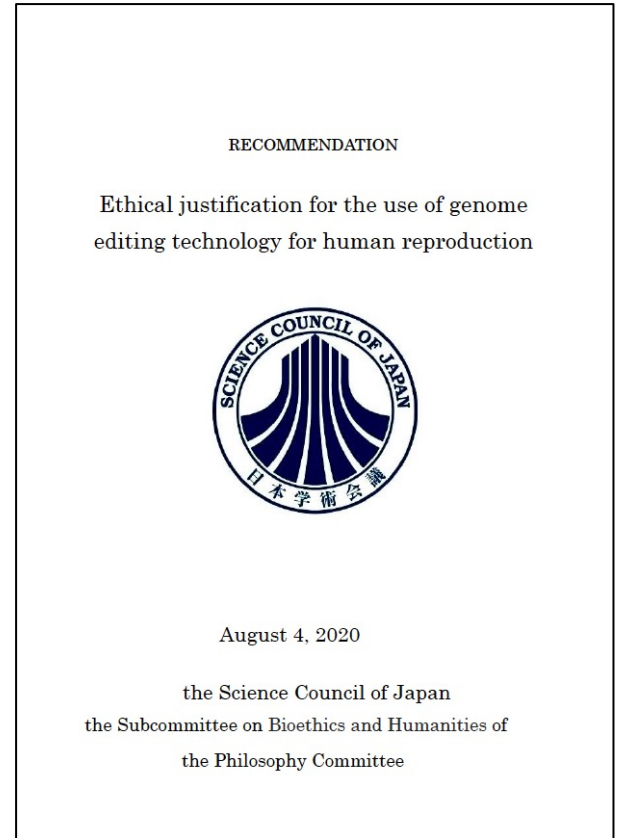 RECOMMENDATION
Ethical justification for the use of genome
editing technology for human reproduction
SCIENCE COUNCIL OF JAPAN
日本学術会議
August 4, 2020
the Science Council of Japan
the Subcommittee on Bioethics and Humanities of
the Philosophy Committee